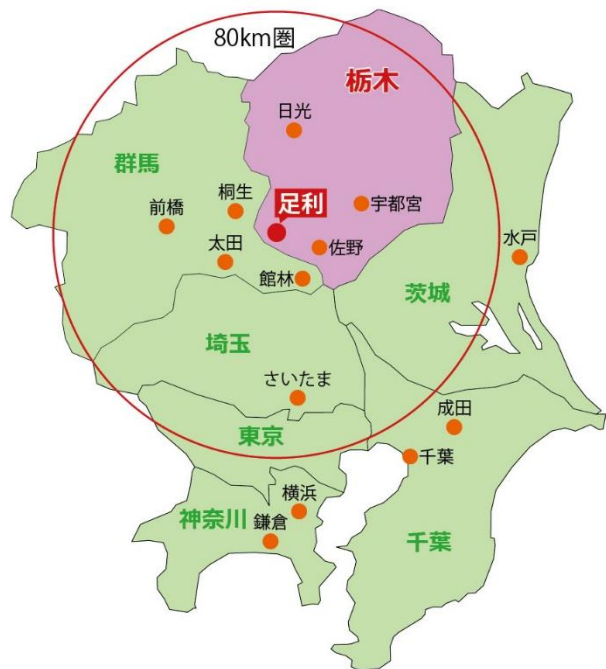 80km圏
栃木
日光
群馬
桐生
足利
宇都宮
前橋
太田
佐野
水戸
館林
茨城
埼玉
さいたま
成田
東京
千葉
横浜
神奈川
鎌倉
千葉